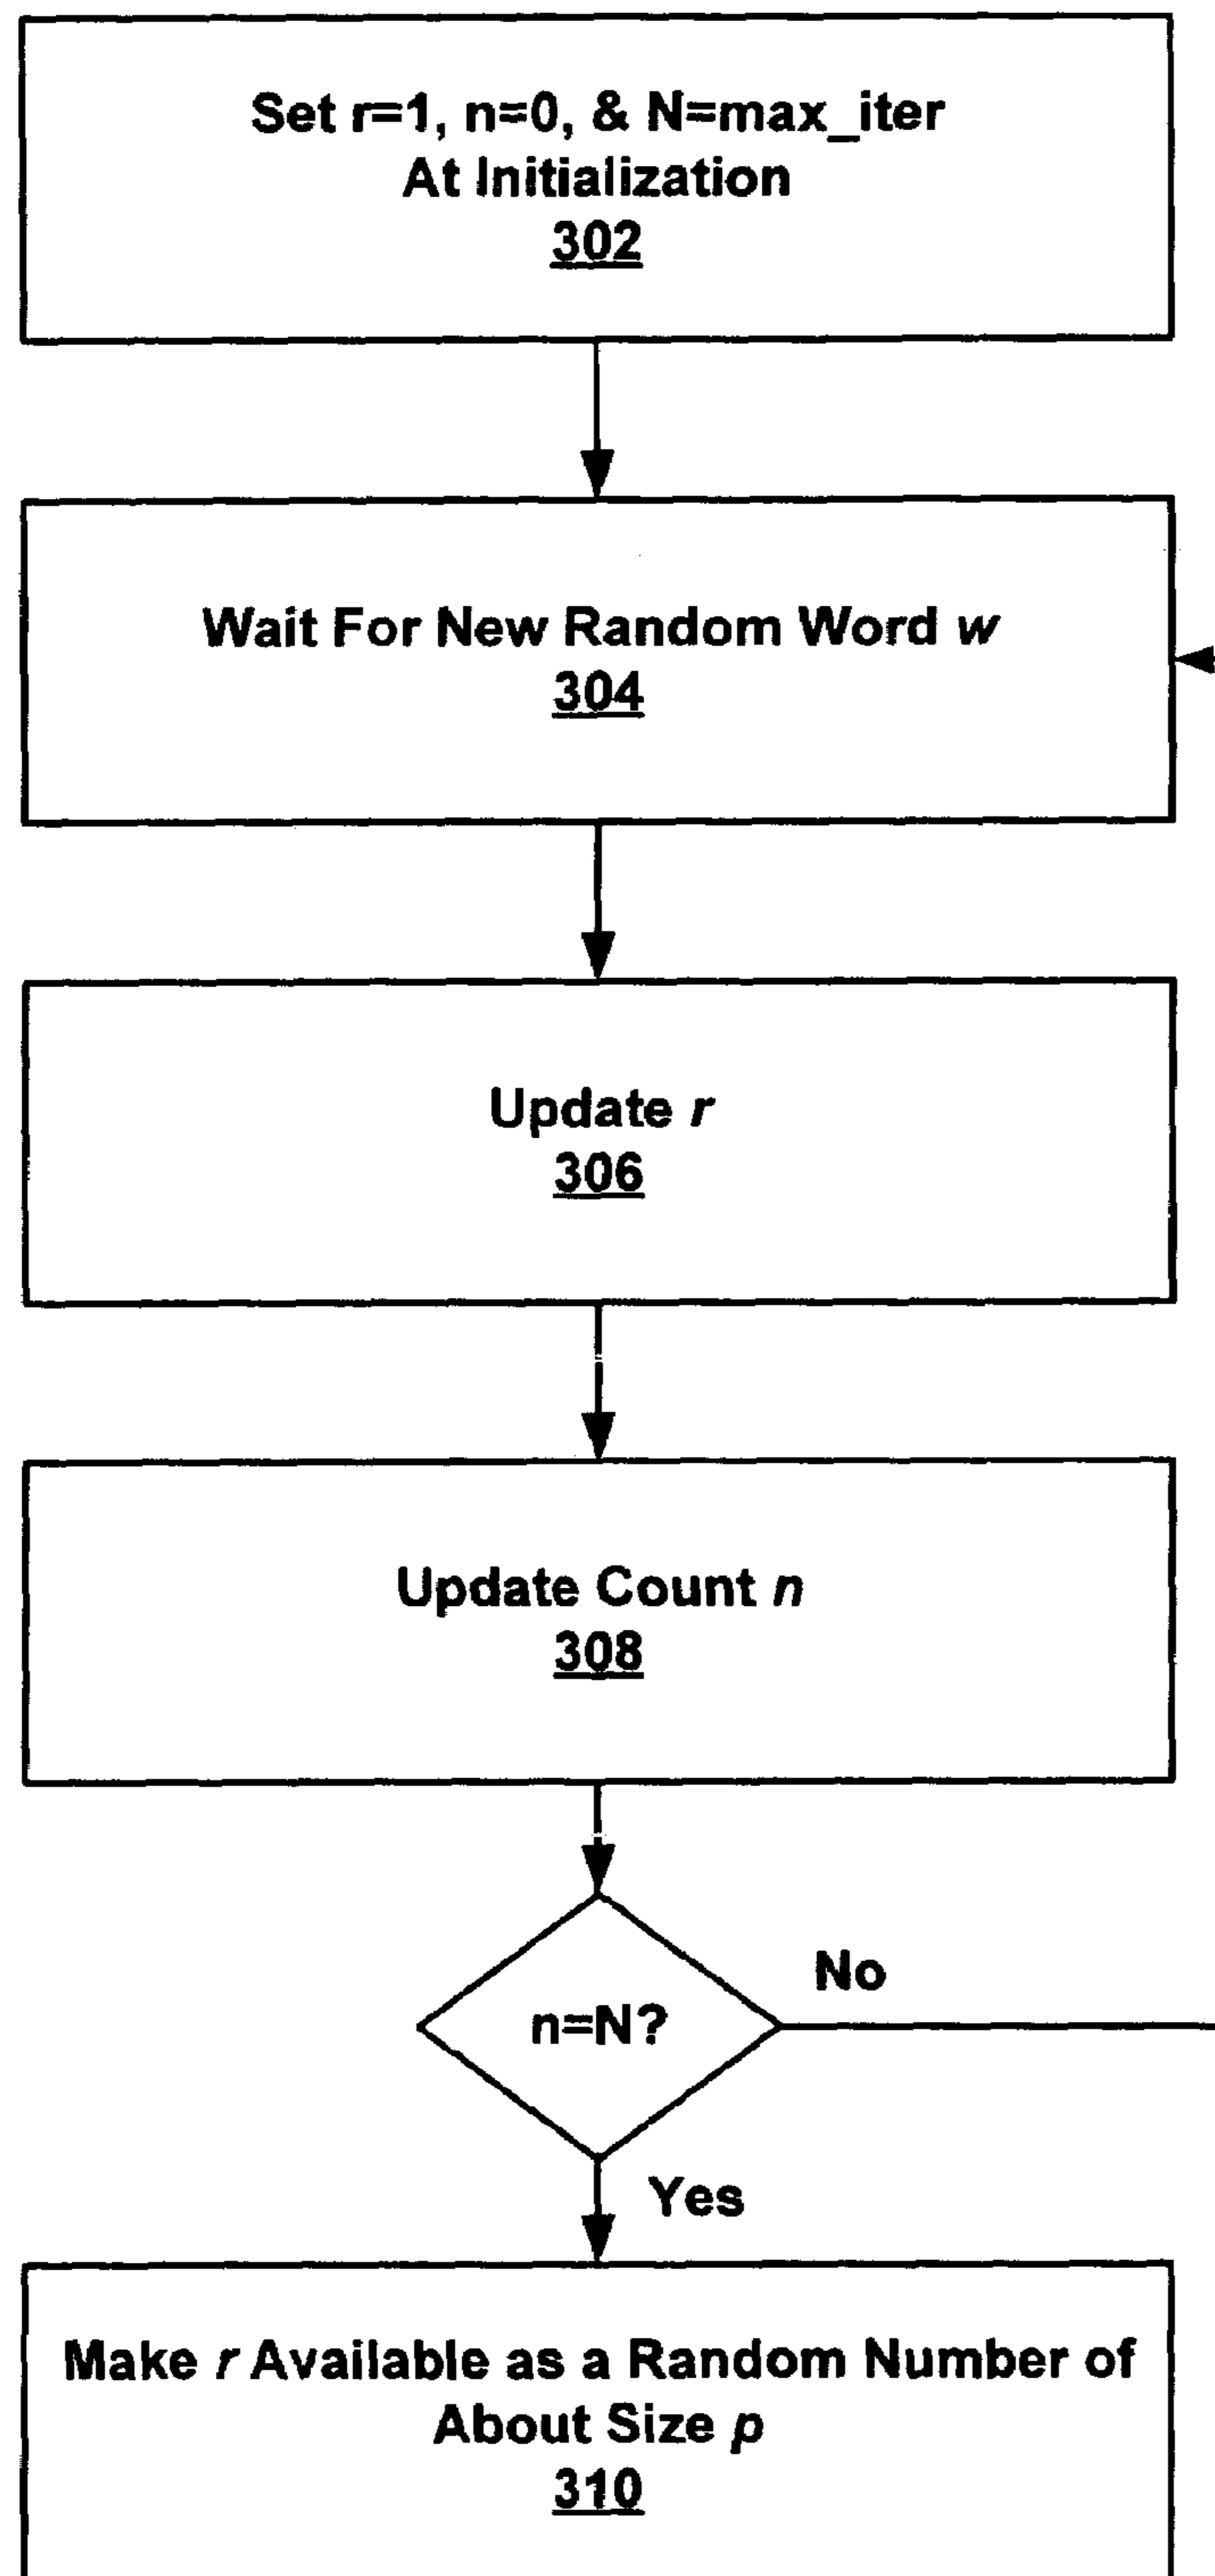 Set r=1, n=0, & N=max_iter
At Initialization
302
Wait For New Random Word w
304
Update r
306
Update Count n
308
No
n=N?
Yes
Make r Available as a Random Number of
About Size p
310